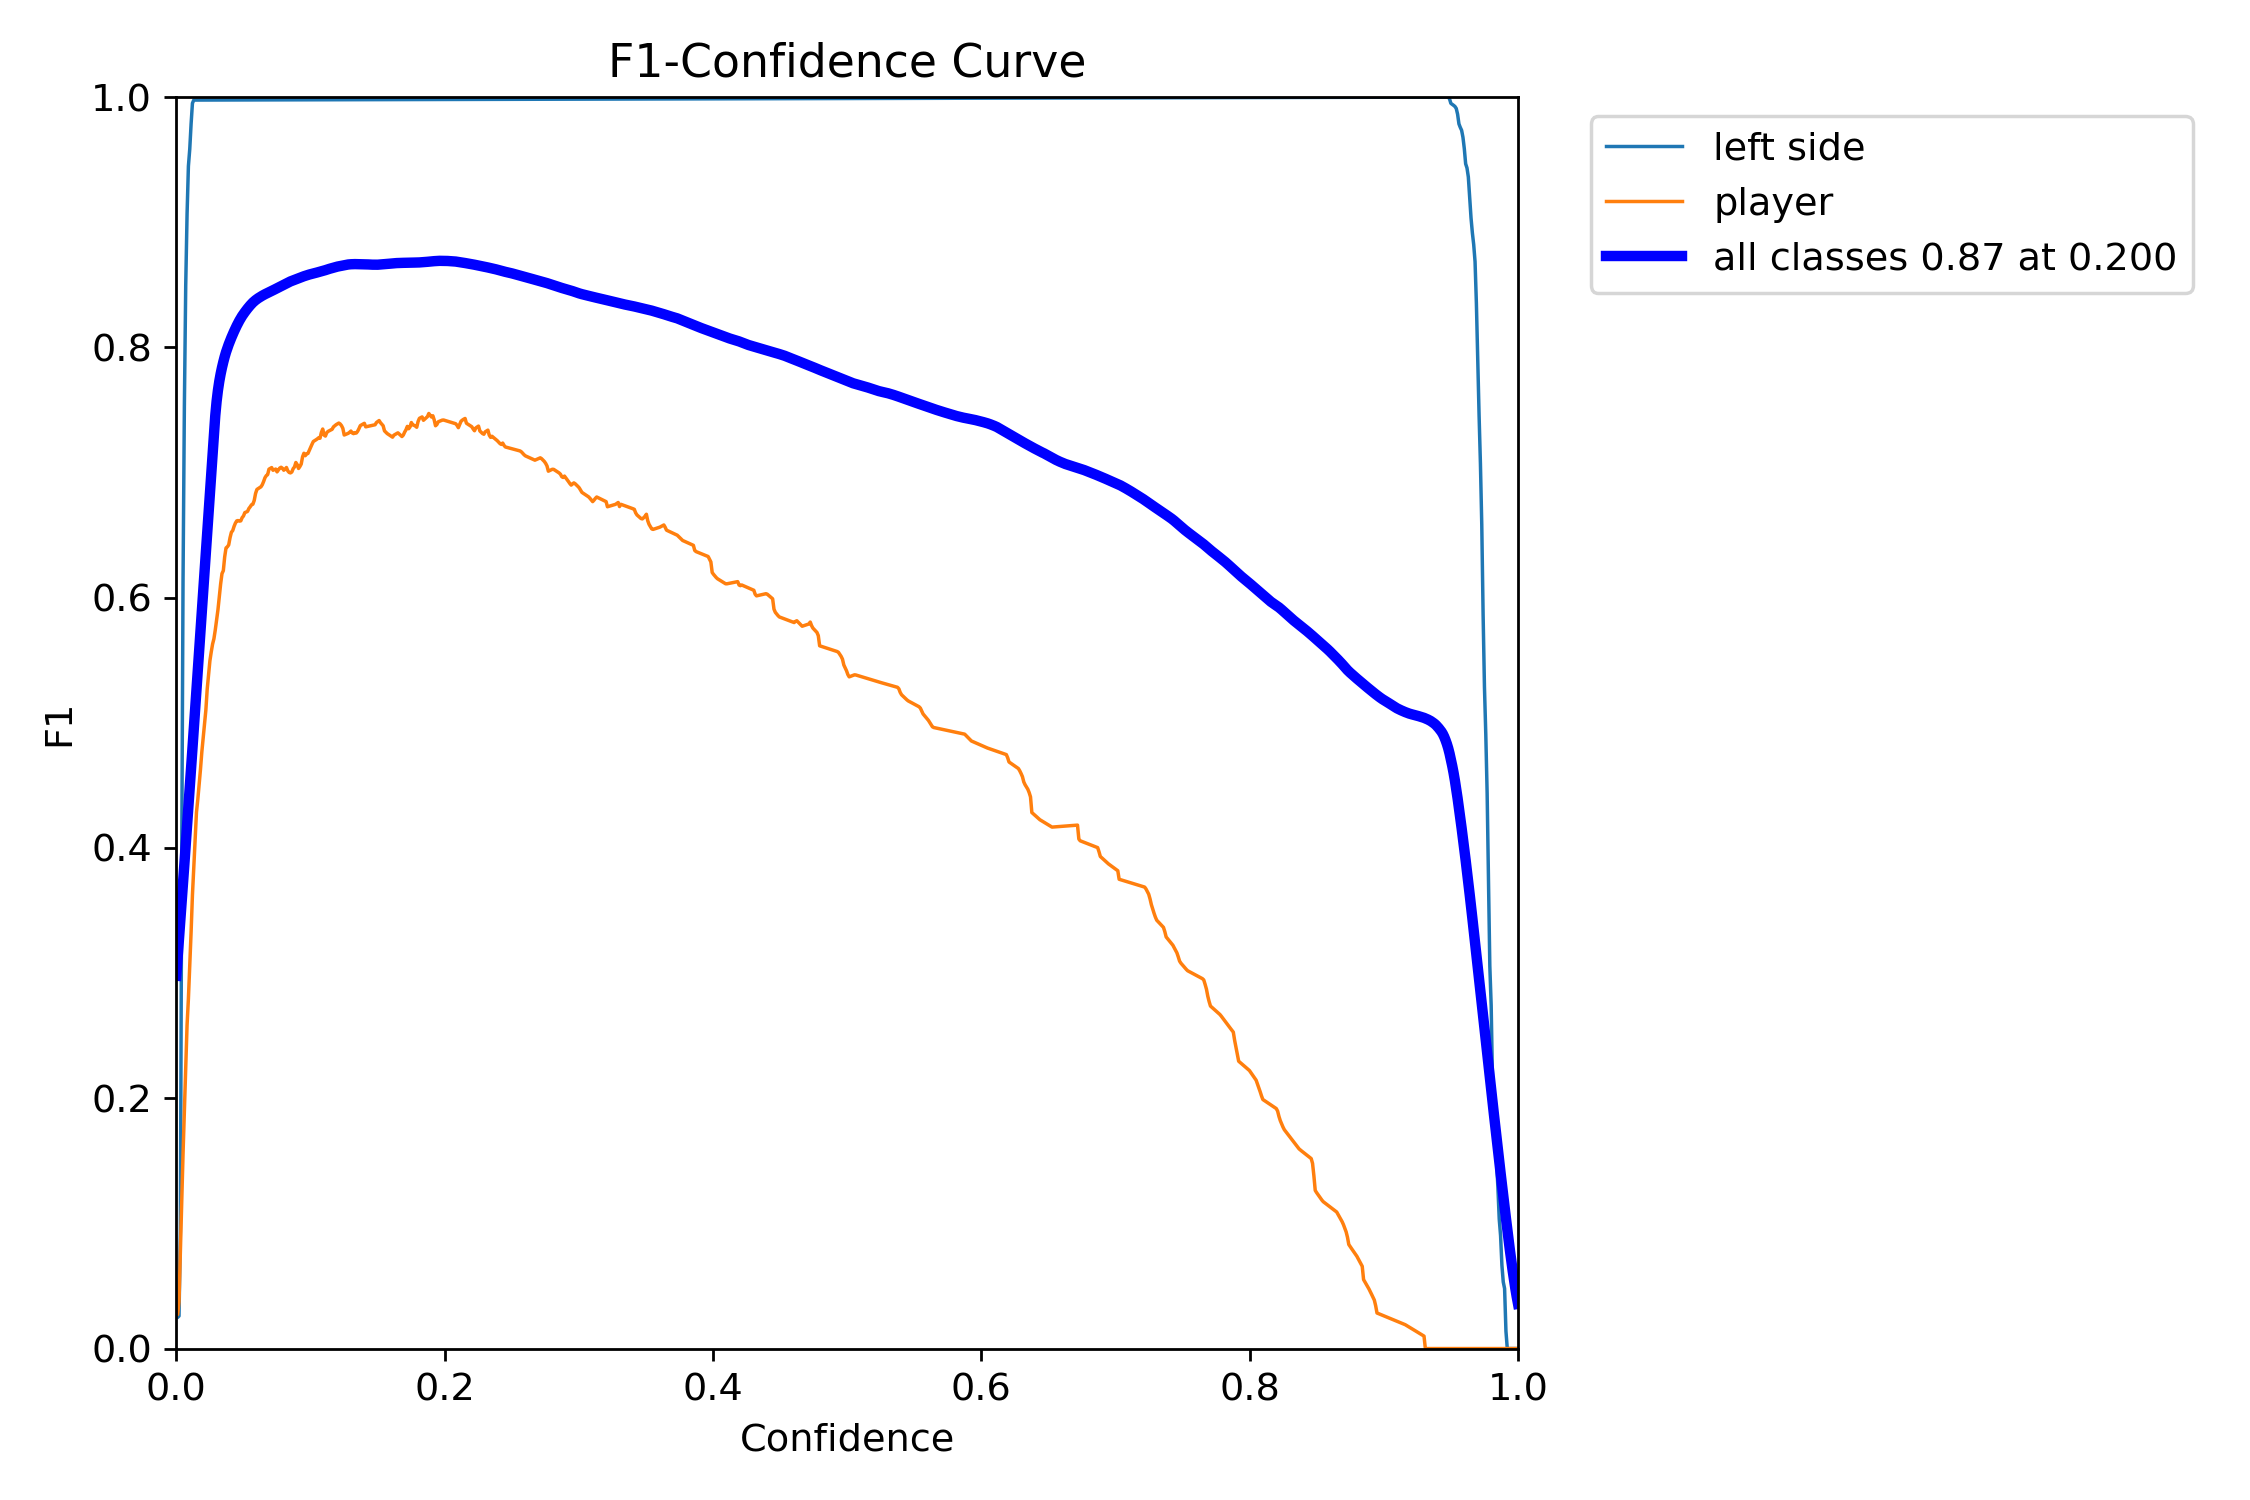 F1-Confidence Curve
1.0
0.8
0.6
0.4
0.2
0.0
F1
0.0 0.2 0.4 0.6 0.8 1.0
Confidence
left side
player
all classes 0.87 at 0.200